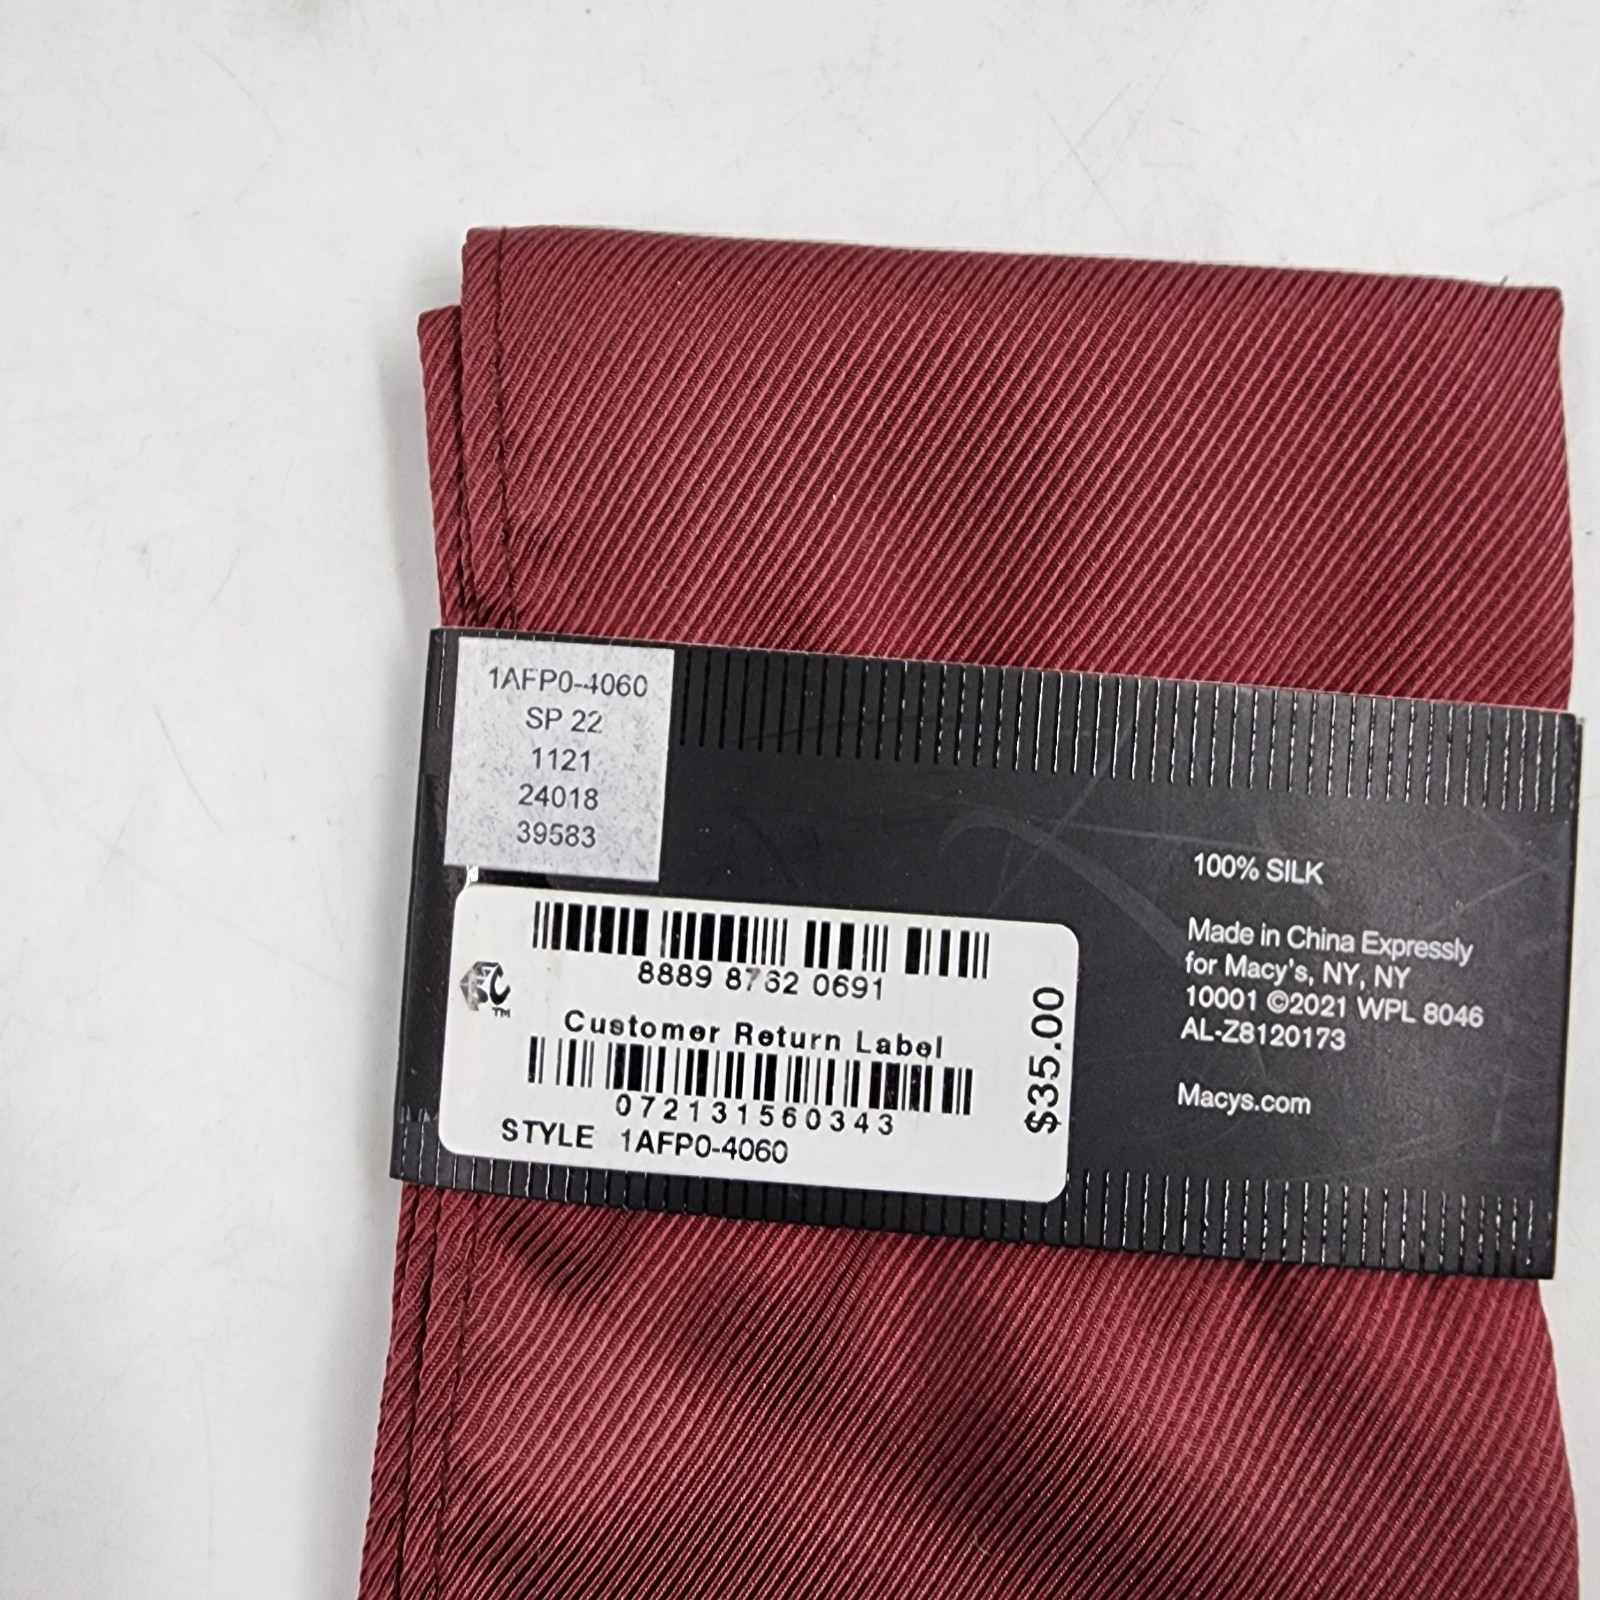 1AFP0-4060
SP 22
1121
24018
39583
8889 8762 0691
Customer Return Label
072131560343
STYLE 1AFP0-4060
$35.00
100% SILK
Made in China Expressly
for Macy's, NY, NY
10001 ©2021 WPL 8046
AL-Z8120173
Macys.com